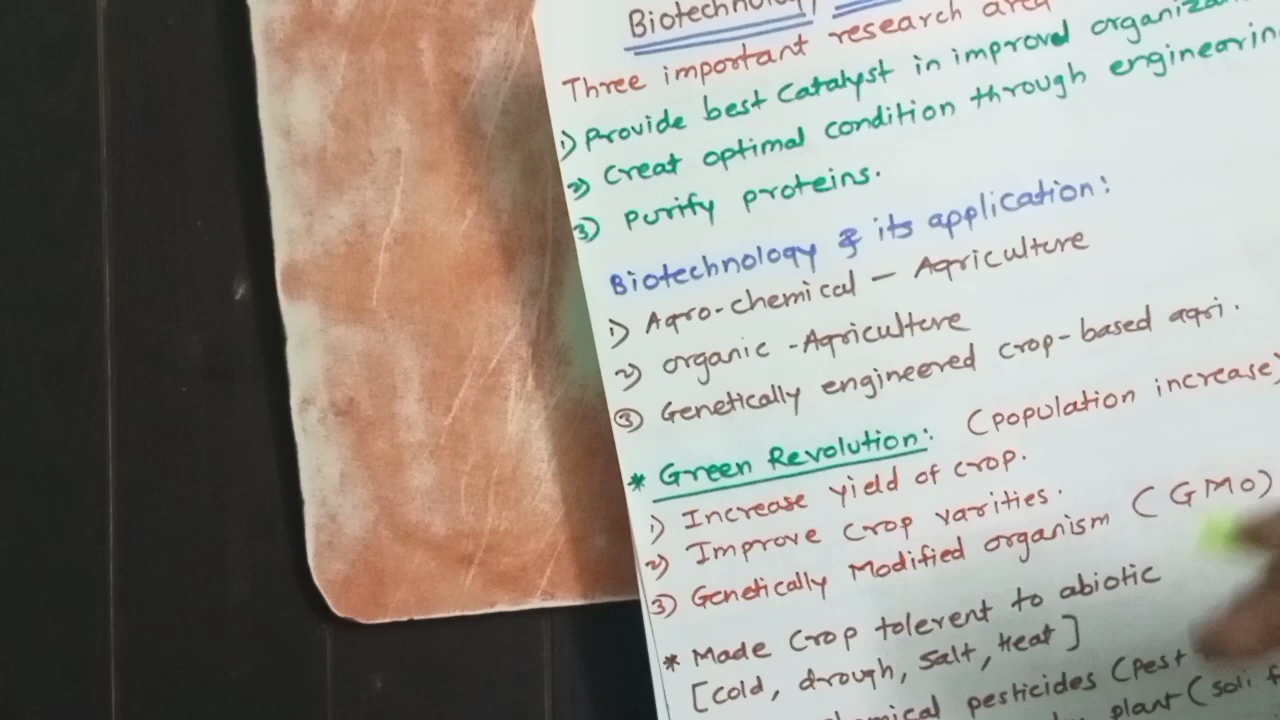 Biotechnology
Three important research area
1) Provide best Catalyst in improved
2) Creat optimal condition through engineering
3) Purify proteins.
Biotechnology & its application:
1) Agro-chemical - Agriculture
2) organic - Agriculture
3) Genetically engineered crop-based agri.
* Green Revolution: (population increase)
1) Increase yield of crop.
2) Improve crop varities.
3) Genetically Modified organism (GMO)
* Made crop tolerent to abiotic
[cold, drough, salt, Heat]
pesticides (pest
plant (soli